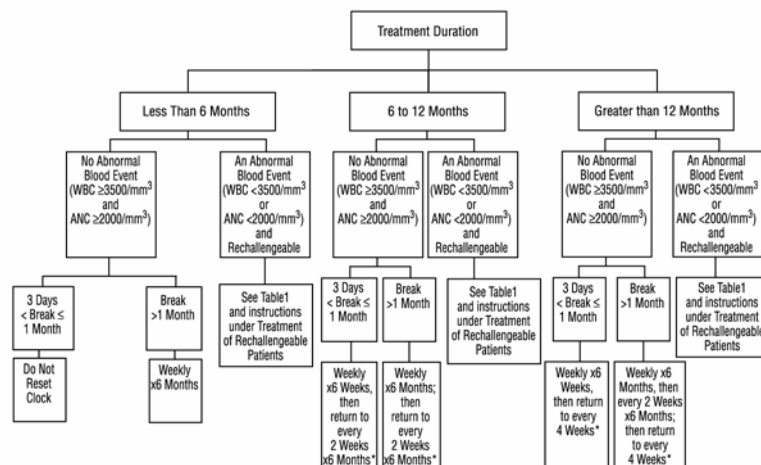 Treatment Duration
Less Than 6 Months
6 to 12 Months
Greater than 12 Months
No Abnormal
Blood Event
(WBC ≥3500/mm³
and
ANC ≥2000/mm³)
An Abnormal
Blood Event
(WBC <3500/mm³
or
ANC <2000/mm³)
and
Rechallengeable
No Abnormal
Blood Event
(WBC ≥3500/mm³
and
ANC ≥2000/mm³)
An Abnormal
Blood Event
(WBC <3500/mm³
or
ANC <2000/mm³)
and
Rechallengeable
No Abnormal
Blood Event
(WBC ≥3500/mm³
and
ANC ≥2000/mm³)
An Abnormal
Blood Event
(WBC <3500/mm³
or
ANC <2000/mm³)
and
Rechallengeable
3 Days
< Break ≤
1 Month
Break
>1 Month
See Table1
and instructions
under Treatment
of Rechallengeable
Patients
3 Days
< Break ≤
1 Month
Break
>1 Month
See Table1
and instructions
under Treatment
of Rechallengeable
Patients
3 Days
< Break ≤
1 Month
Break
>1 Month
See Table1
and instructions
under Treatment
of Rechallengeable
Patients
Do Not
Reset
Clock
Weekly
x6 Months
Weekly x6
Weeks, then
then
return to
every
2 Weeks
x6 Months*
Weekly
x6 Months;
then
return to
every
2 Weeks
x6 Months*
Weekly x6
Weeks,
then return
to every
4 Weeks*
Weekly x6
Months, then
every 2 Weeks
x6 Months;
then return
to every
4 Weeks*